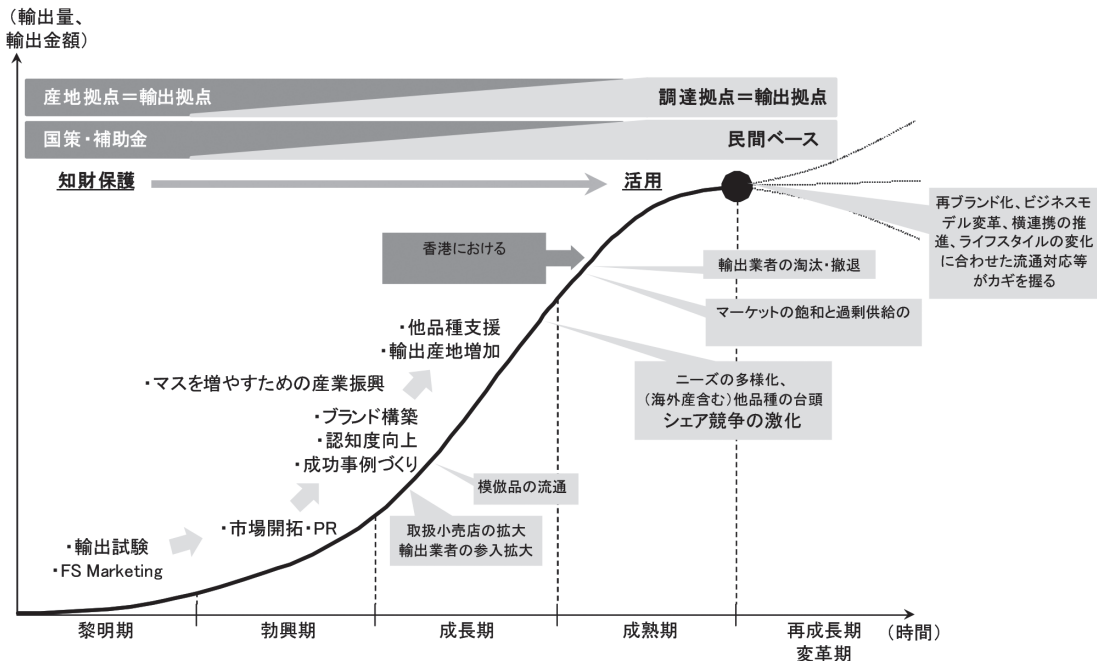 (輸出量、
輸出金額)
産地拠点=輸出拠点
調達拠点=輸出拠点
国策・補助金
民間ベース
知財保護
活用
再ブランド化、ビジネスモ
デル変革、横連携の推
進、ライフスタイルの変化
に合わせた流通対応等
がカギを握る
香港における
輸出業者の淘汰・撤退
マーケットの飽和と過剰供給の
・他品種支援
・輸出産地増加
ニーズの多様化、
(海外産含む)他品種の台頭
シェア競争の激化
・マスを増やすための産業振興
・ブランド構築
・認知度向上
・成功事例づくり
模倣品の流通
・市場開拓・PR
取扱小売店の拡大
輸出業者の参入拡大
・輸出試験
・FS Marketing
黎明期
勃興期
成長期
成熟期
再成長期
変革期
(時間)